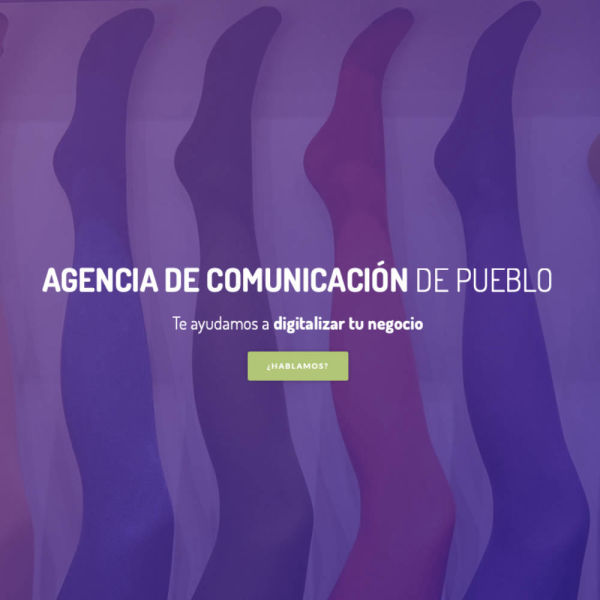 AGENCIA DE COMUNICACIÓN DE PUEBLO
Te ayudamos a digitalizar tu negocio
¿HABLAMOS?